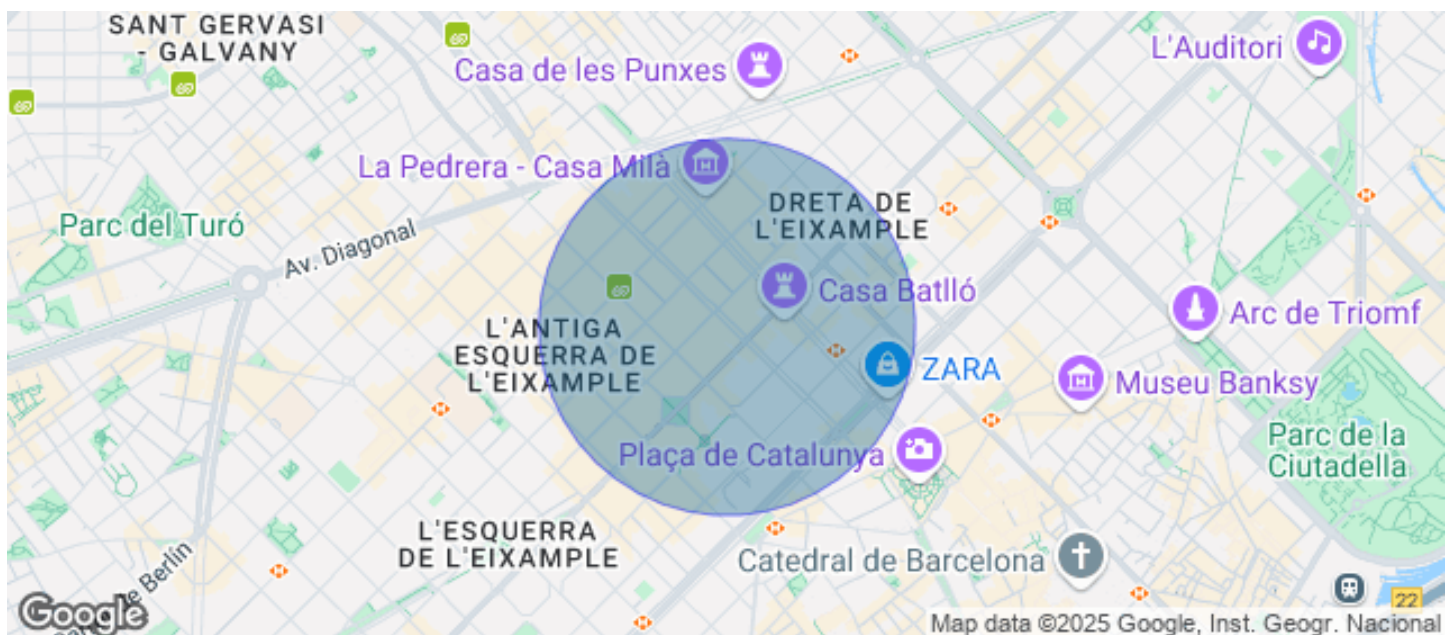 SANT GERVASI
- GALVANY
L'Auditori
Casa de les Punxes
La Pedrera - Casa Milà
DRETA DE
L'EIXAMPLE
Parc del Turó
Av. Diagonal
Casa Batlló
Arc de Triomf
L'ANTIGA
ESQUERRA DE
L'EIXAMPLE
ZARA
Museu Banksy
Plaça de Catalunya
Parc de la
Ciutadella
L'ESQUERRA
DE L'EIXAMPLE
Catedral de Barcelona
de Berlín
22
Google
Map data ©2025 Google, Inst. Geogr. Nacional